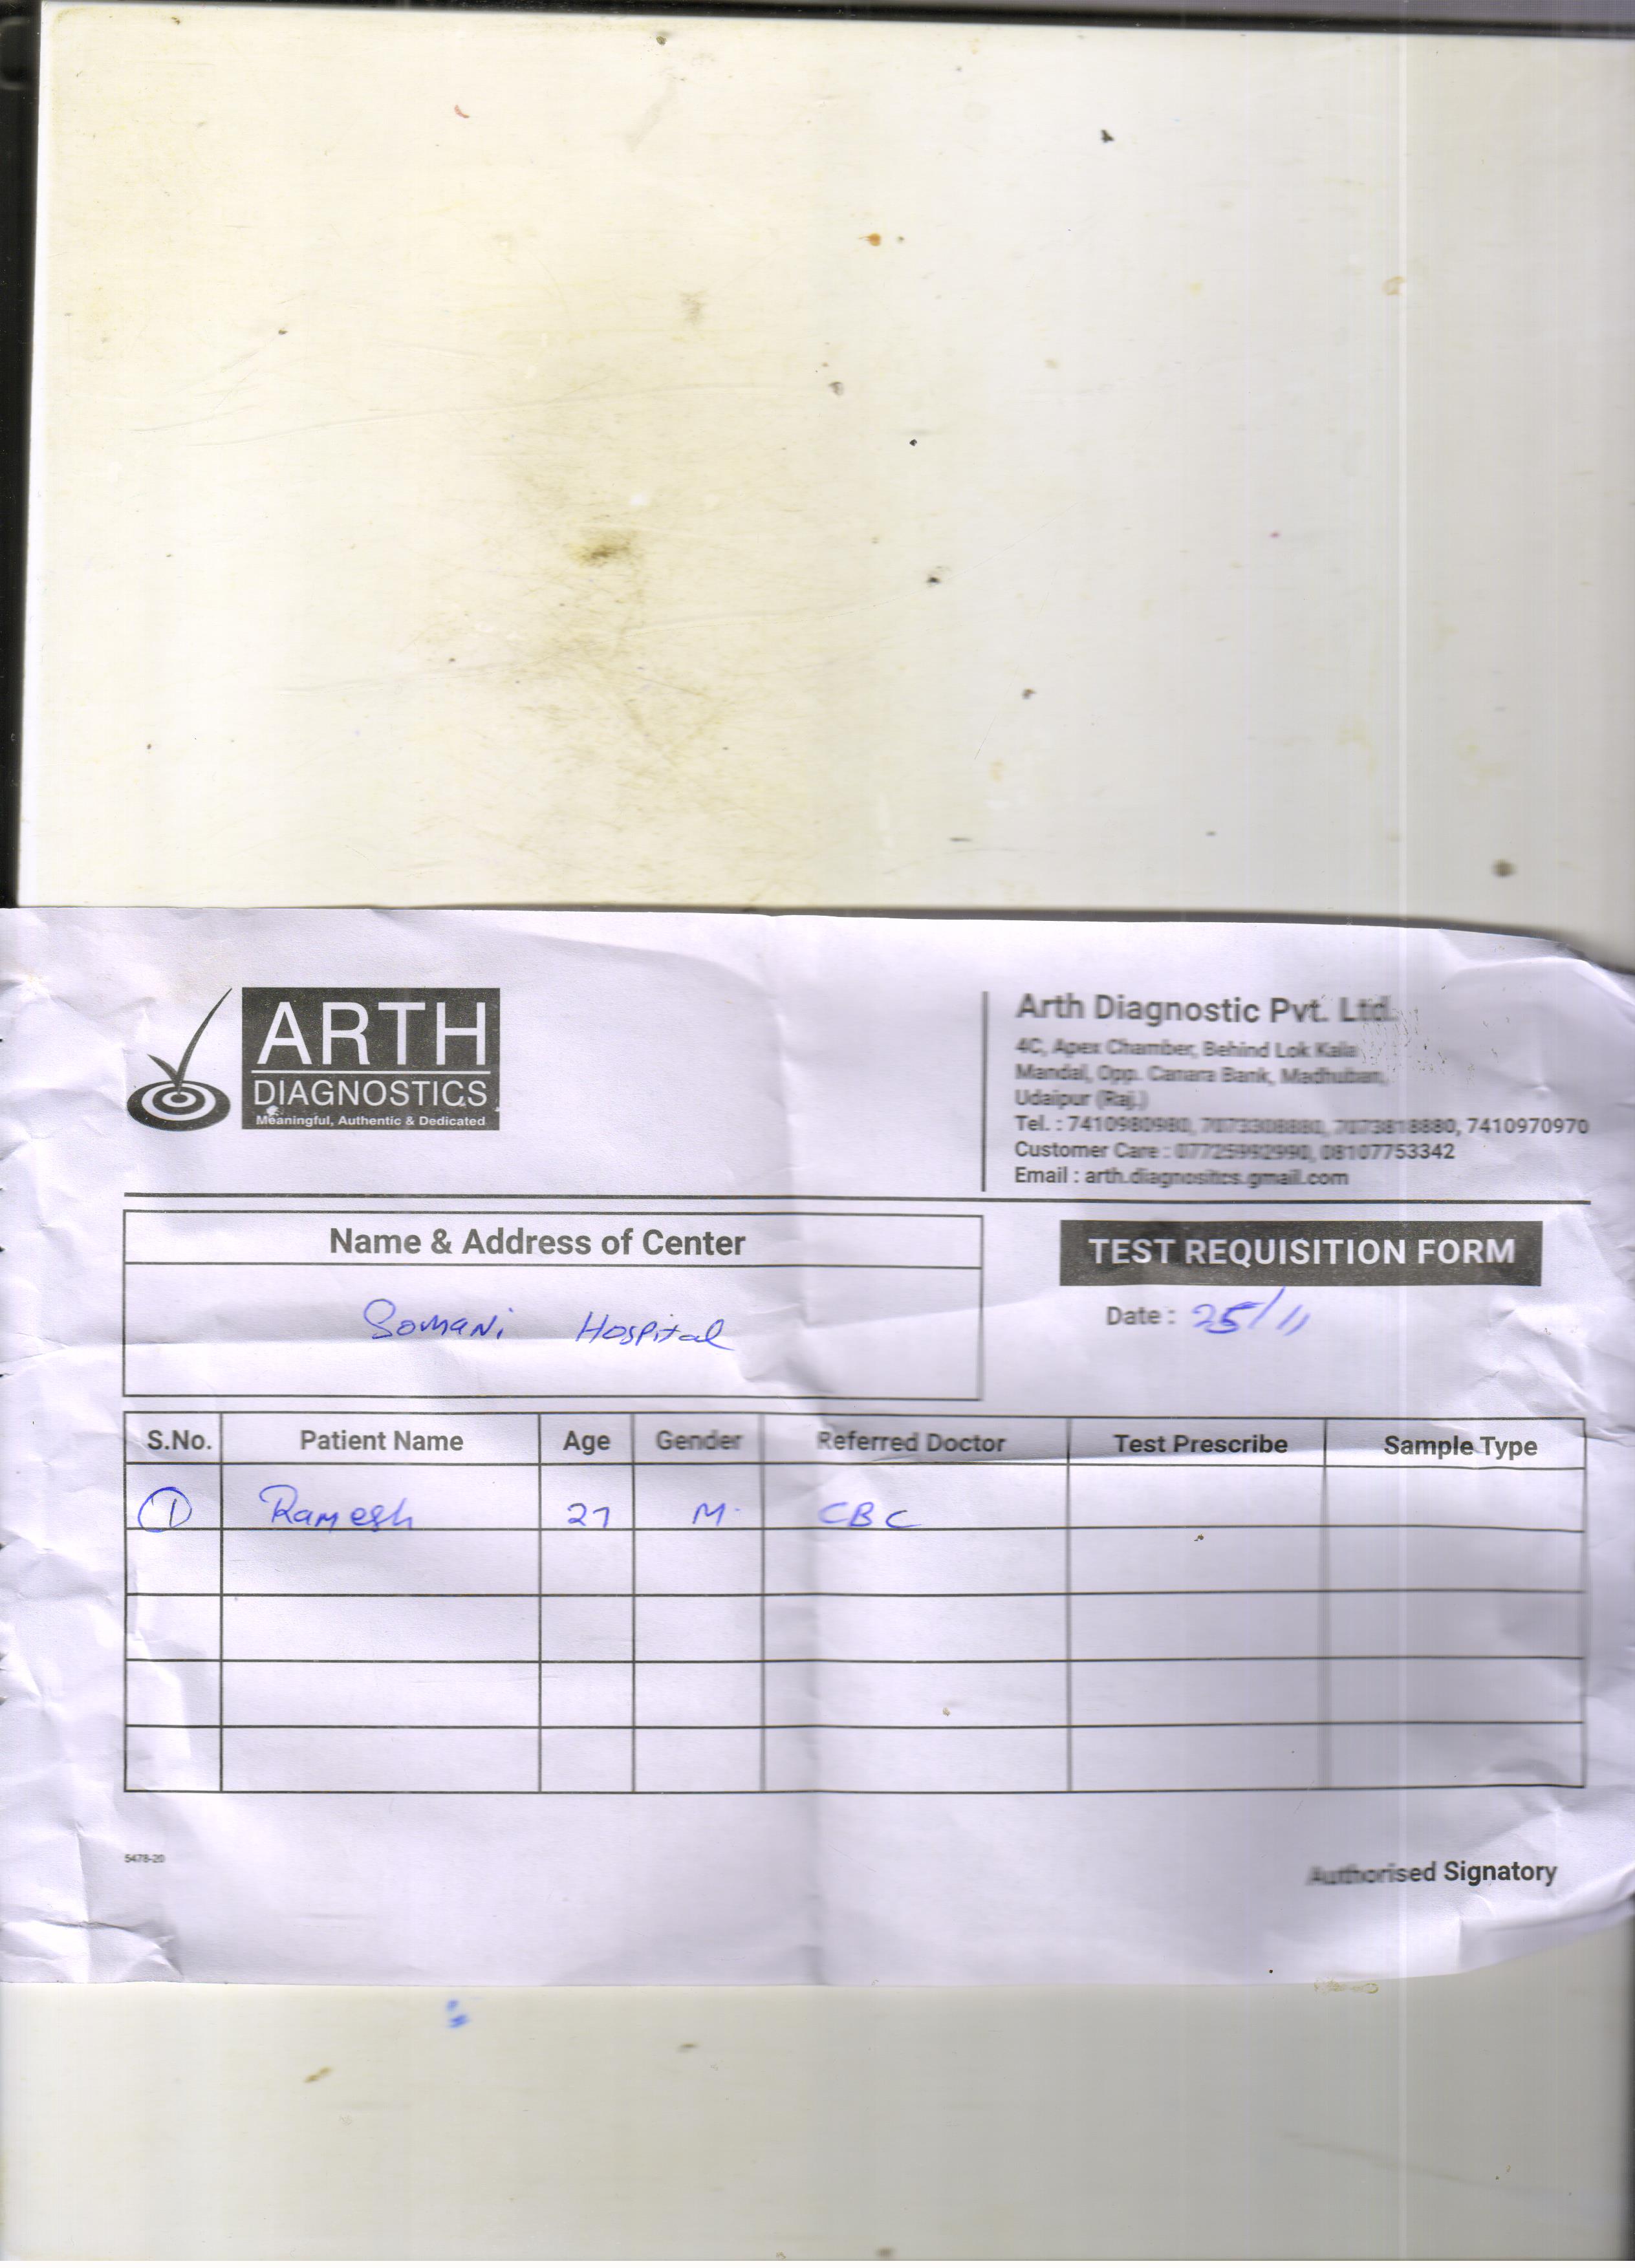 ARTH
DIAGNOSTICS
Meaningful, Authentic & Dedicated
Arth Diagnostic Pvt. Ltd.
4C, Apex Chamber, Behind Lok Kala
Mandal, Opp. Canara Bank, Madhuban,
Udaipur (Raj.)
Tel. : 7410980980, 7073308880, 7073818880, 7410970970
Customer Care : 07725992990, 08107753342
Email : arth.diagnositcs.gmail.com
Name & Address of Center
TEST REQUISITION FORM
Somani Hospital
Date : 25/11
S.No. Patient Name Age Gender Referred Doctor Test Prescribe Sample Type
1 Ramesh 27 M. CBC
5478-20
Authorised Signatory